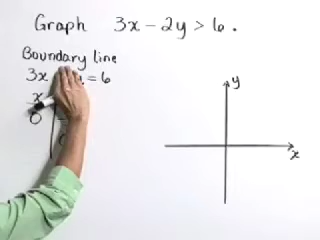 Graph 3x - 2y > 6.
Boundary line
3x = 6
x
0
y
x